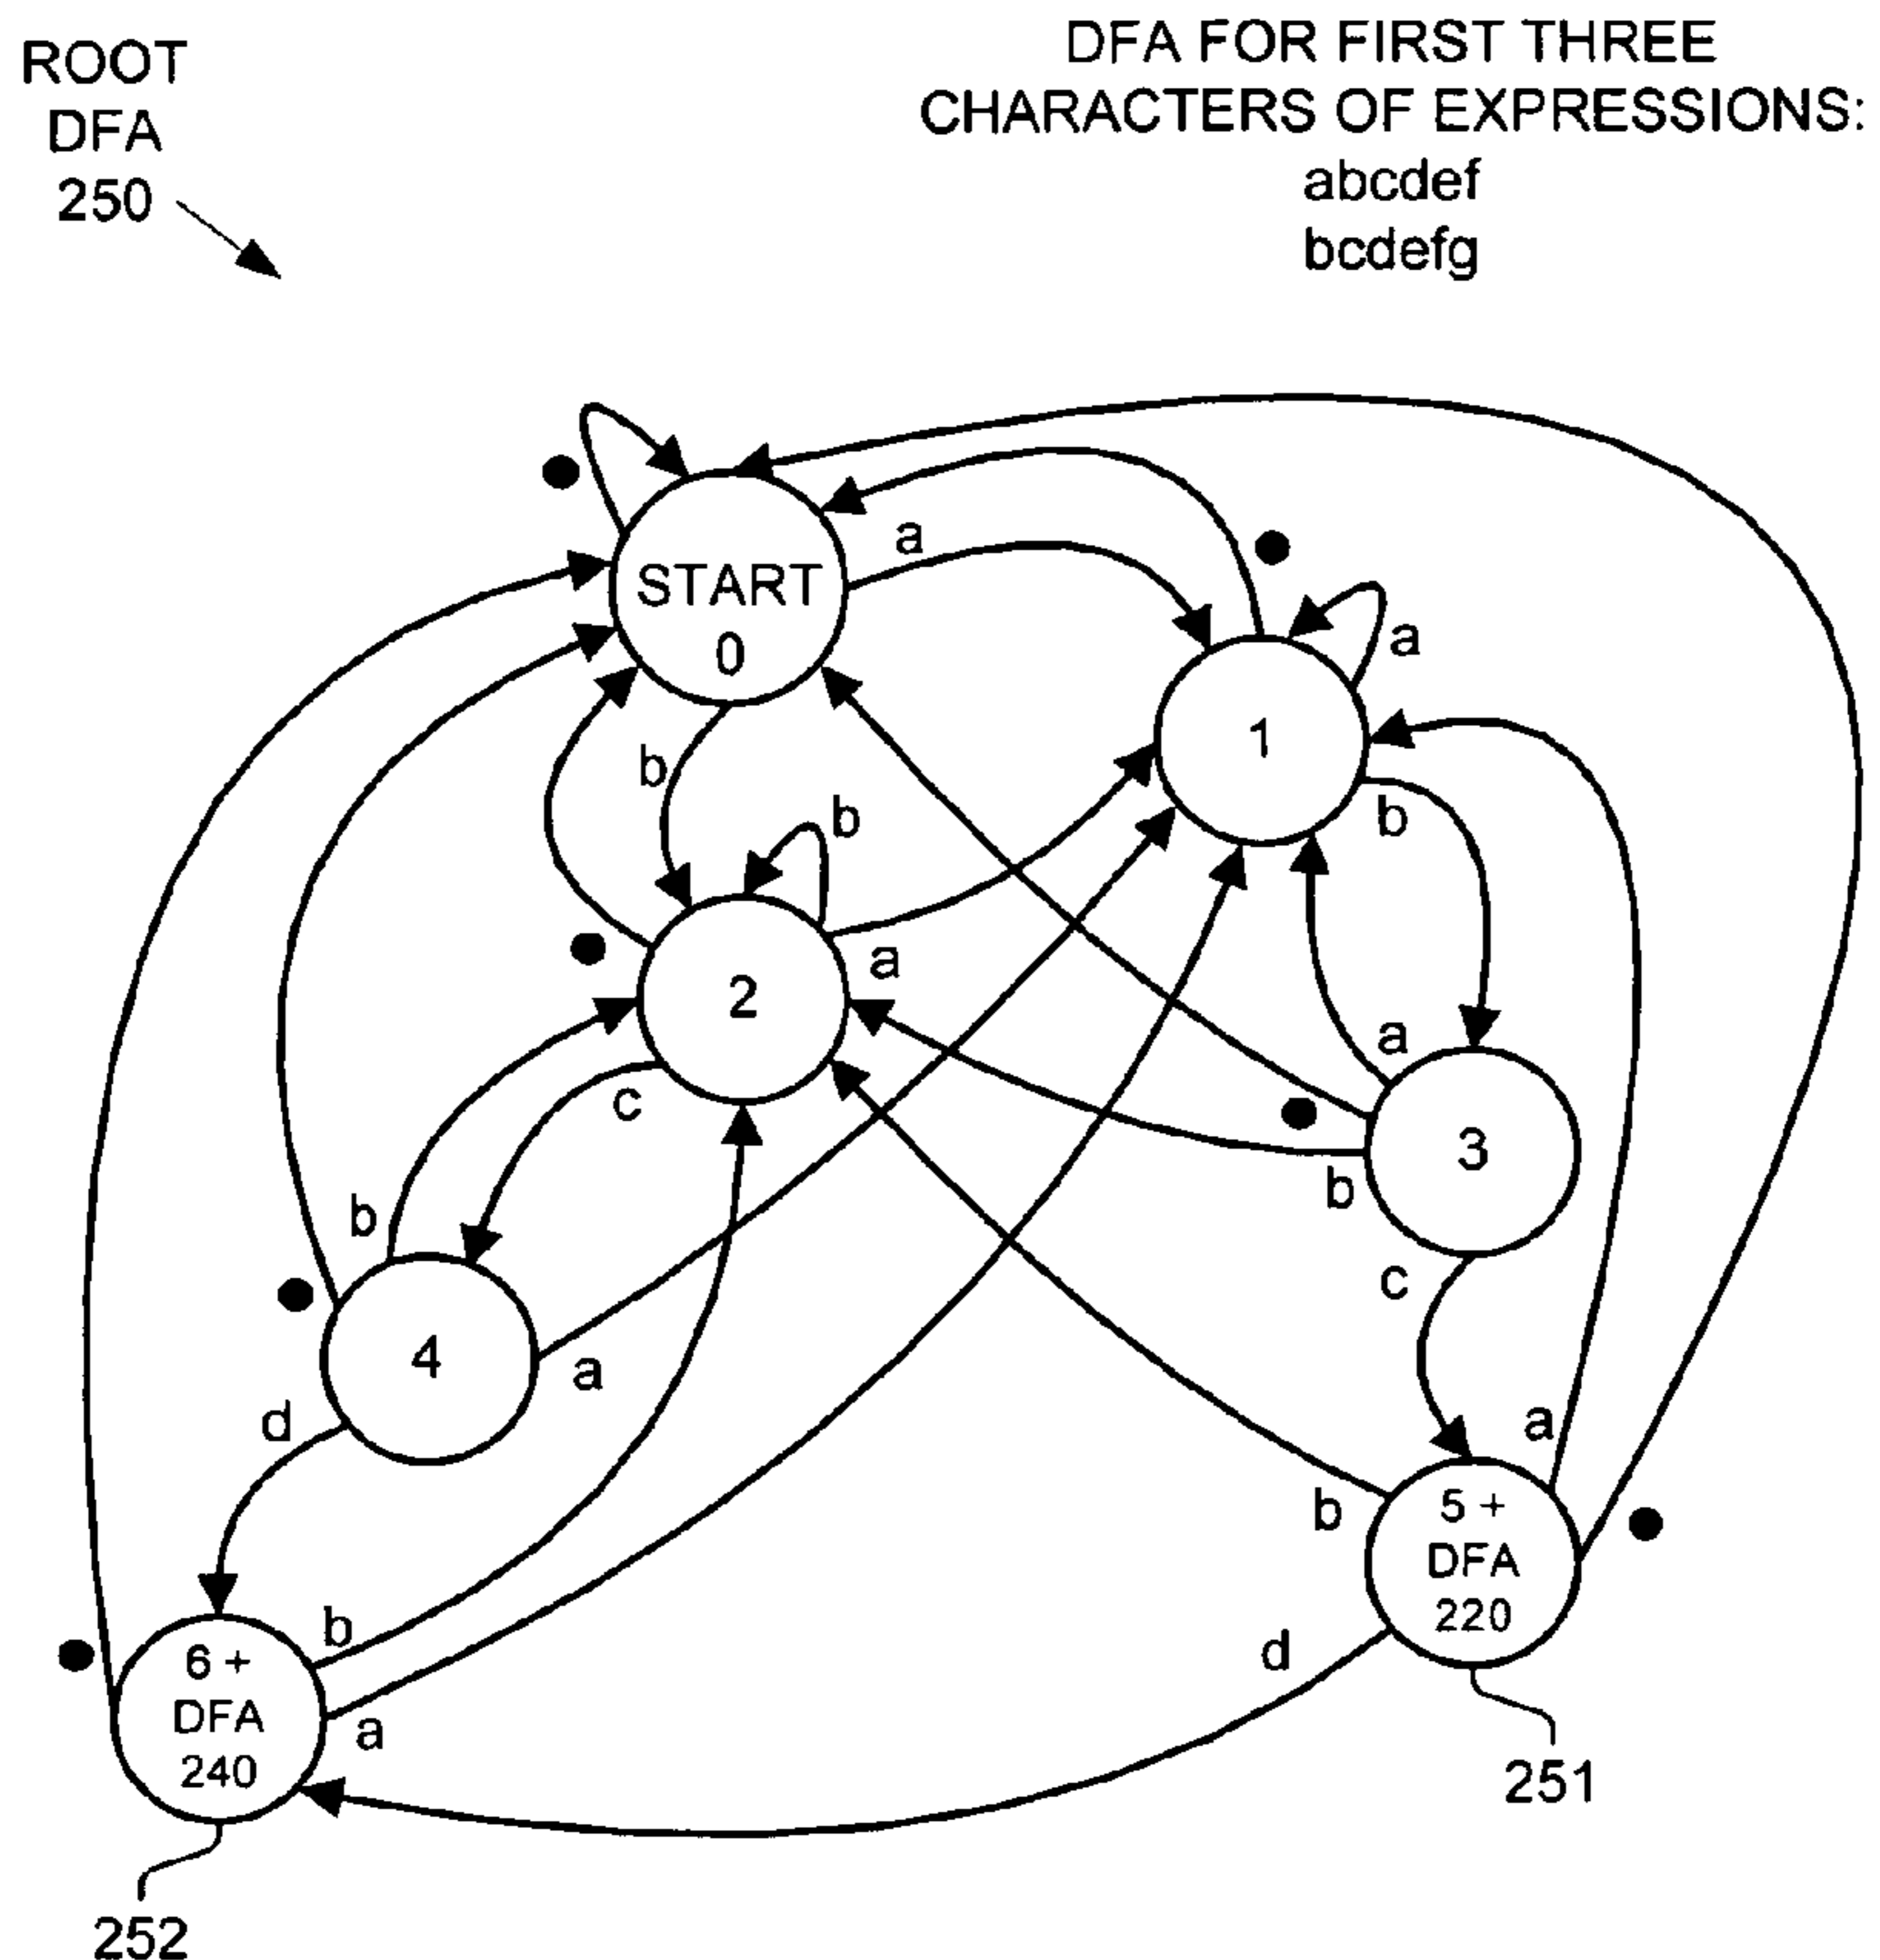 ROOT
DFA
250
DFA FOR FIRST THREE
CHARACTERS OF EXPRESSIONS:
abcdef
bcdefg
a
START
0
a
1
b
b
b
a
2
a
c
3
b
b
c
4
a
d
a
b
5 +
DFA
220
b
6 +
DFA
240
d
a
251
252